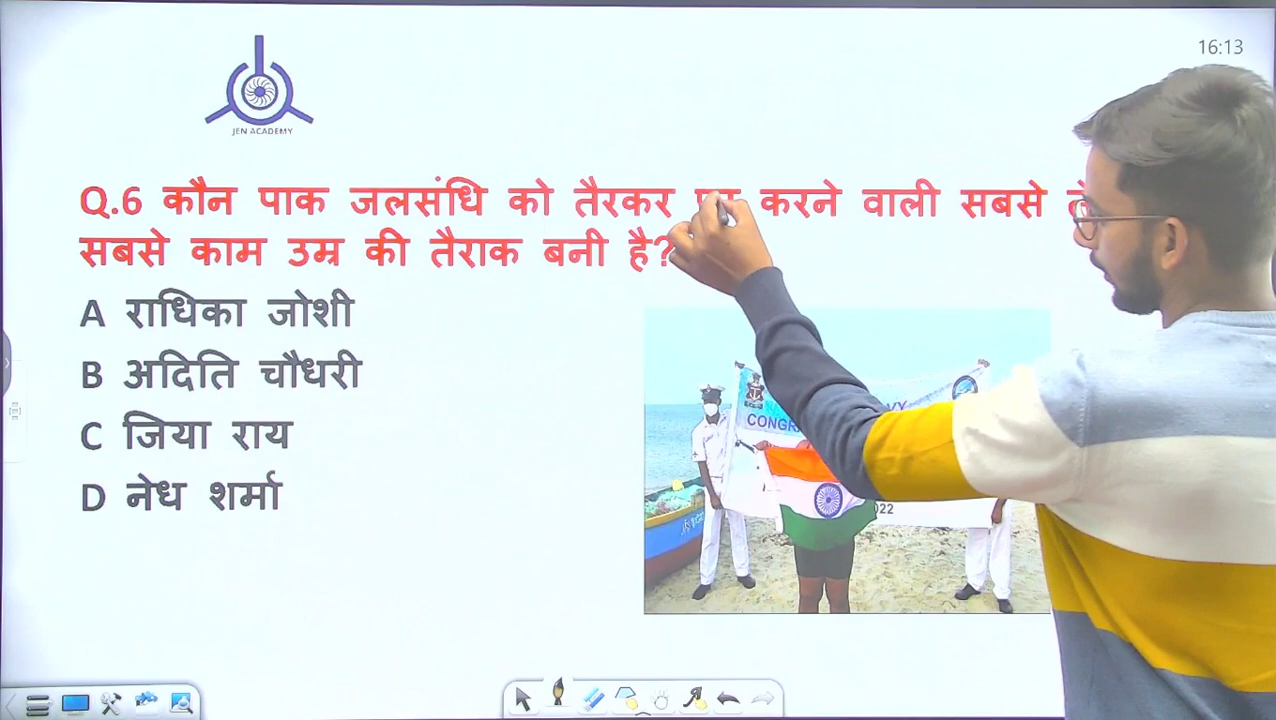 16:13
JEN ACADEMY
Q.6 कौन पाक जलसंधि को तैरकर करने वाली सबसे
सबसे काम उम्र की तैराक बनी है?
A राधिका जोशी
B अदिति चौधरी
C जिया राय
D नेध शर्मा
CONGR
022